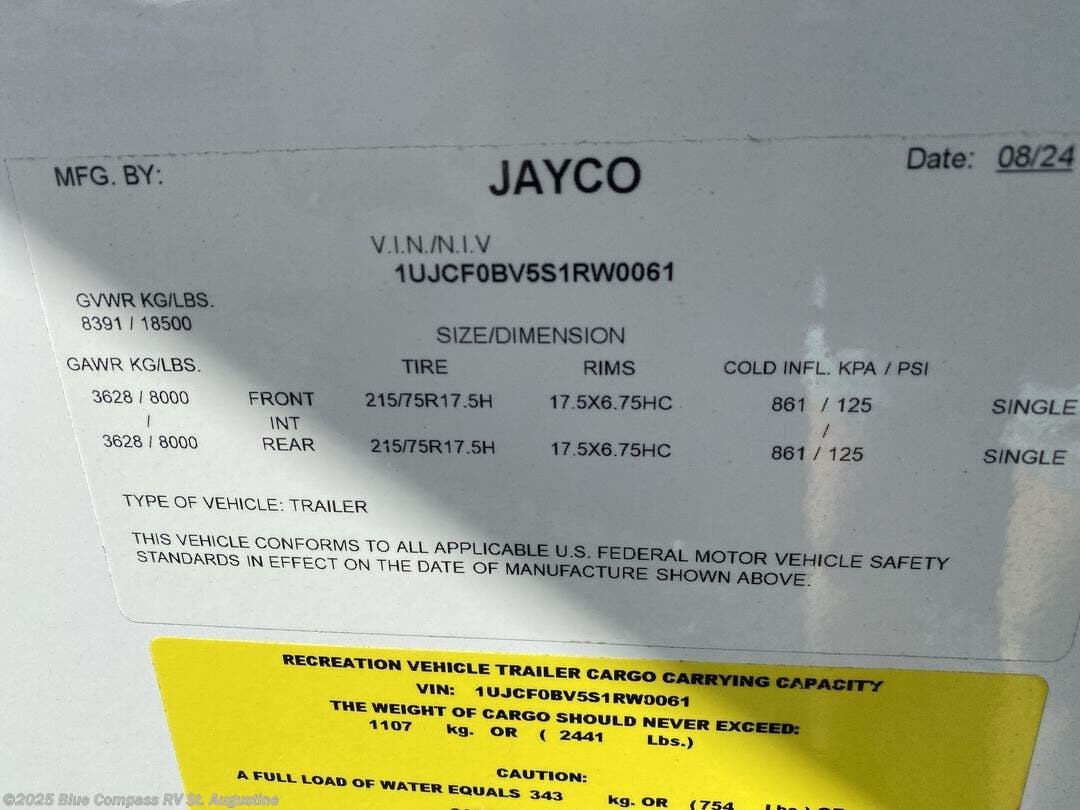 MFG. BY: JAYCO Date: 08/24
V.I.N./N.I.V
1UJCF0BV5S1RW0061
GVWR KG/LBS.
8391 / 18500
SIZE/DIMENSION
GAWR KG/LBS. TIRE RIMS COLD INFL. KPA / PSI
3628 / 8000 FRONT 215/75R17.5H 17.5X6.75HC 861 / 125 SINGLE
/ INT /
3628 / 8000 REAR 215/75R17.5H 17.5X6.75HC 861 / 125 SINGLE
TYPE OF VEHICLE: TRAILER
THIS VEHICLE CONFORMS TO ALL APPLICABLE U.S. FEDERAL MOTOR VEHICLE SAFETY
STANDARDS IN EFFECT ON THE DATE OF MANUFACTURE SHOWN ABOVE.
RECREATION VEHICLE TRAILER CARGO CARRYING CAPACITY
VIN: 1UJCF0BV5S1RW0061
THE WEIGHT OF CARGO SHOULD NEVER EXCEED:
1107 kg. OR ( 2441 Lbs.)
CAUTION:
A FULL LOAD OF WATER EQUALS 343 kg. OR (754 Lbs.) OF
©2025 Blue Compass RV St. Augustine